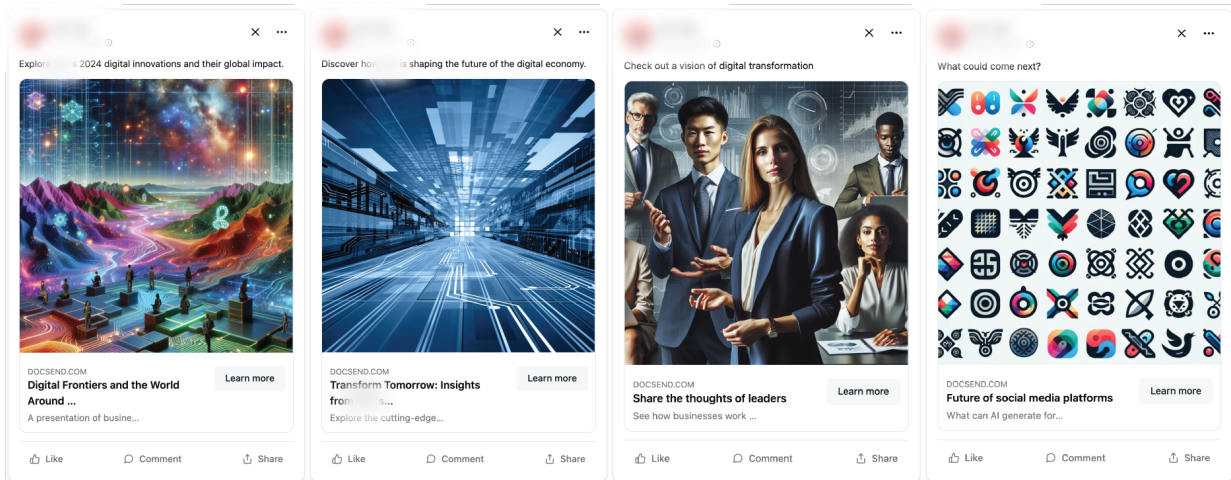 Explore 2024 digital innovations and their global impact.
DOCSEND.COM
Digital Frontiers and the World
Around ...
Learn more
A presentation of busine...
Like
Comment
Share
Discover how is shaping the future of the digital economy.
DOCSEND.COM
Transform Tomorrow: Insights
from ...
Learn more
Explore the cutting-edge...
Like
Comment
Share
Check out a vision of digital transformation
DOCSEND.COM
Share the thoughts of leaders
Learn more
See how businesses work ...
Like
Comment
Share
What could come next?
DOCSEND.COM
Future of social media platforms
Learn more
What can AI generate for...
Like
Comment
Share